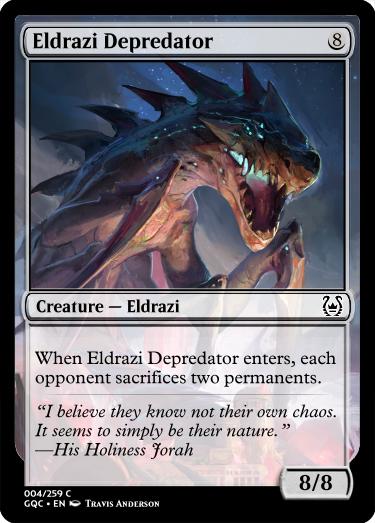 Eldrazi Depredator 8
Creature — Eldrazi
When Eldrazi Depredator enters, each
opponent sacrifices two permanents.
“I believe they know not their own chaos.
It seems to simply be their nature.”
—His Holiness Jorah
8/8
004/259 C
GQC • EN Travis Anderson